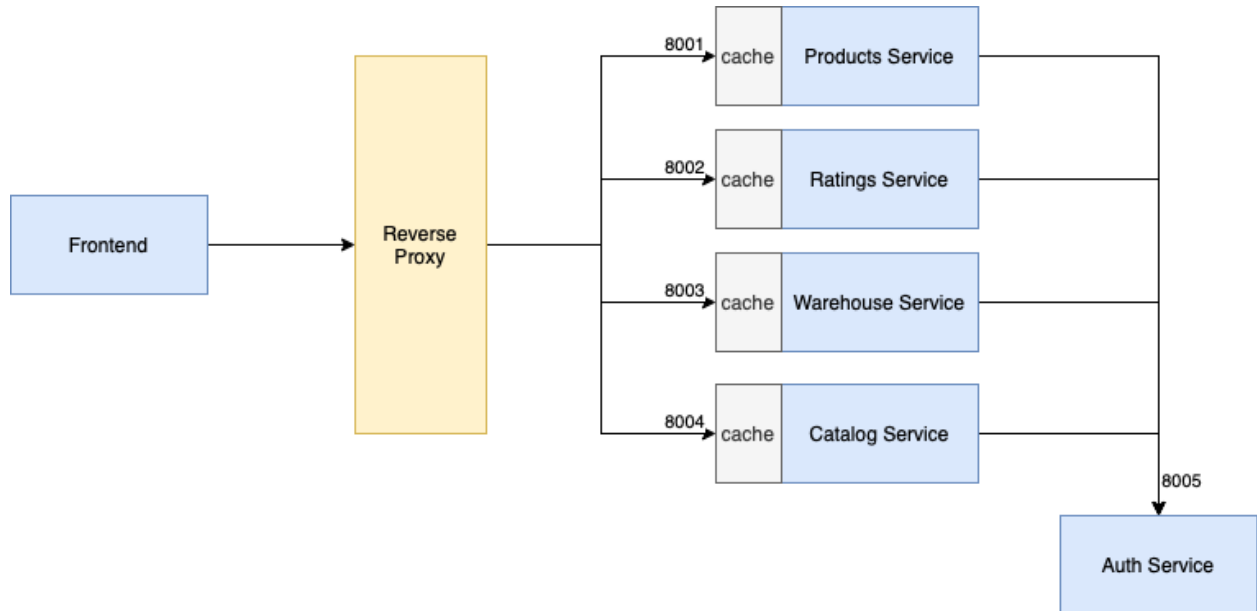 8001
cache
Products Service
8002
cache
Ratings Service
Frontend
Reverse
Proxy
8003
cache
Warehouse Service
8004
cache
Catalog Service
8005
Auth Service